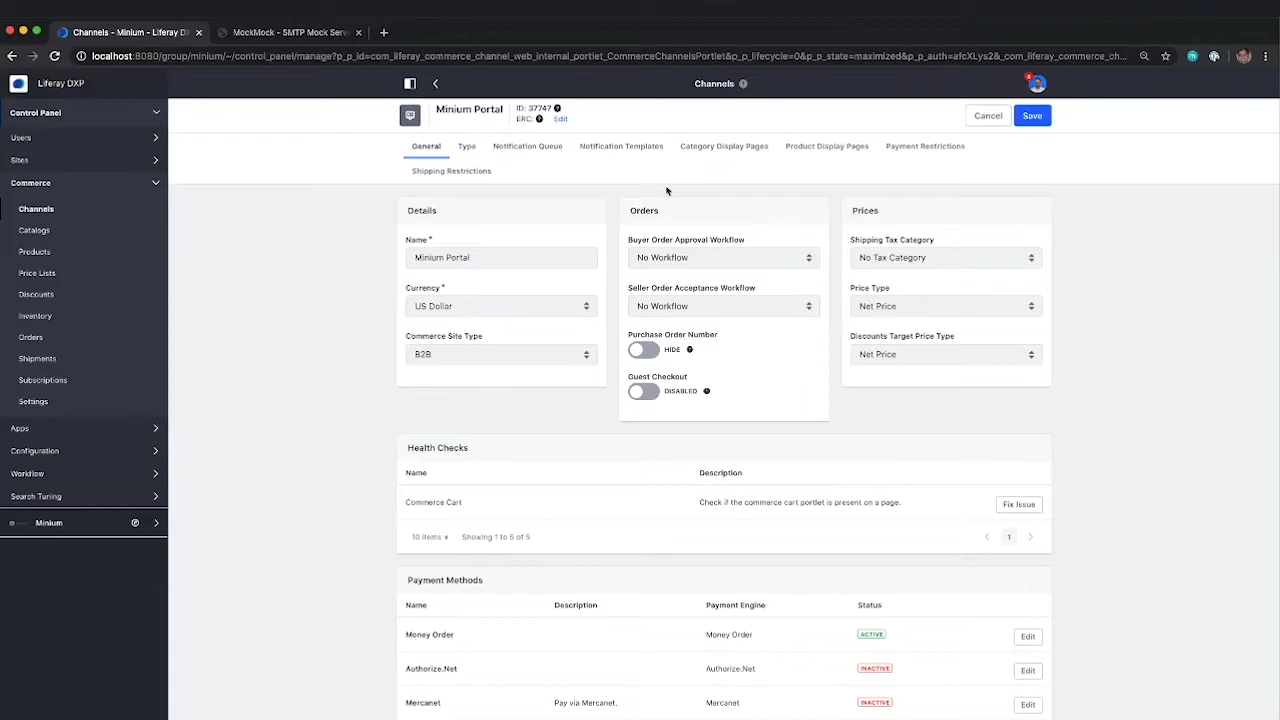 Channels - Minium - Liferay DX
MockMock - SMTP Mock Serv
localhost:8080/group/minium/~/control_panel/manage?p_p_id=com_liferay_commerce_channel_web_internal_portlet_CommerceChannelsPortlet&p_p_lifecycle=0&p_p_state=maximized&p_p_auth=afcXLys2&_com_liferay_commerce_ch...
Liferay DXP
Channels
4
Control Panel
Users
Sites
Commerce
Channels
Catalogs
Products
Price Lists
Discounts
Inventory
Orders
Shipments
Subscriptions
Settings
Apps
Configuration
Workflow
Search Tuning
Minium
Minium Portal
ID: 37747
ERC:
Edit
Cancel
Save
General
Type
Notification Queue
Notification Templates
Category Display Pages
Product Display Pages
Payment Restrictions
Shipping Restrictions
Details
Name *
Minium Portal
Currency *
US Dollar
Commerce Site Type
B2B
Orders
Buyer Order Approval Workflow
No Workflow
Seller Order Acceptance Workflow
No Workflow
Purchase Order Number
HIDE
Guest Checkout
DISABLED
Prices
Shipping Tax Category
No Tax Category
Price Type
Net Price
Discounts Target Price Type
Net Price
Health Checks
Name
Description
Commerce Cart
Check if the commerce cart portlet is present on a page.
Fix Issue
10 items
Showing 1 to 5 of 5
1
Payment Methods
Name
Description
Payment Engine
Status
Money Order
Money Order
ACTIVE
Edit
Authorize.Net
Authorize.Net
INACTIVE
Edit
Mercanet
Pay via Mercanet.
Mercanet
INACTIVE
Edit